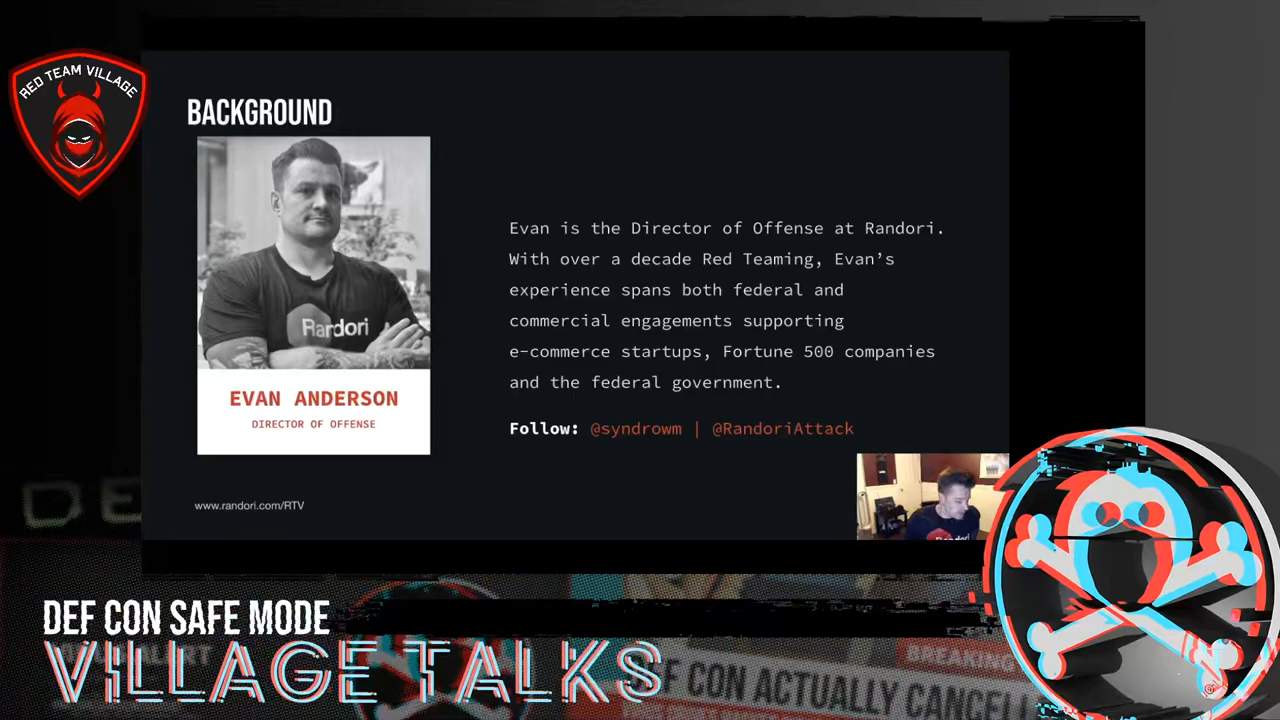 RED TEAM VILLAGE
BACKGROUND
Randori
EVAN ANDERSON
DIRECTOR OF OFFENSE
Evan is the Director of Offense at Randori.
With over a decade Red Teaming, Evan’s
experience spans both federal and
commercial engagements supporting
e-commerce startups, Fortune 500 companies
and the federal government.
Follow: @syndrowm | @RandoriAttack
www.randori.com/RTV
Randori
DEF CON SAFE MODE
VILLAGE TALKS
BREAKING
DEF CON ACTUALLY CANCELL